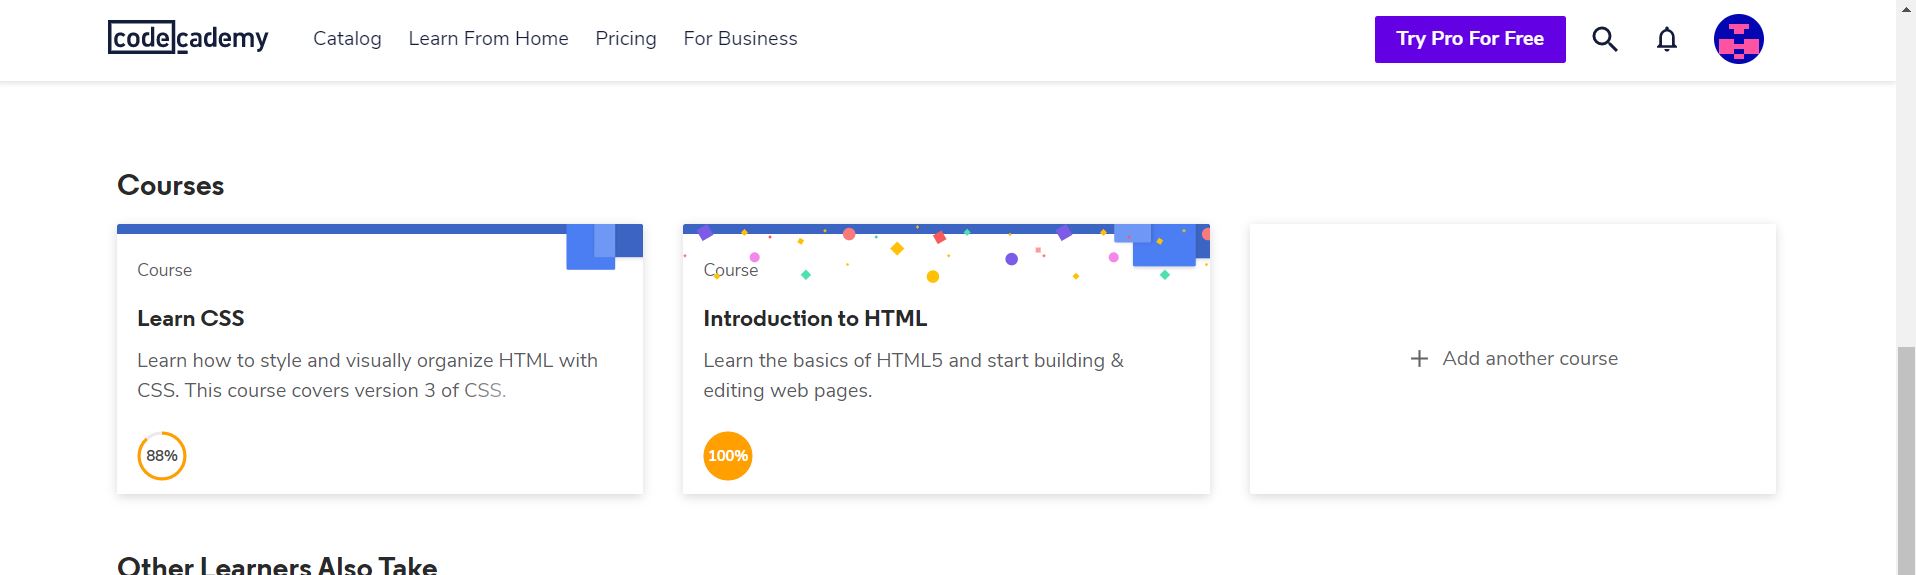 codecademy Catalog Learn From Home Pricing For Business Try Pro For Free
Courses
Course
Learn CSS
Learn how to style and visually organize HTML with
CSS. This course covers version 3 of CSS.
88%
Course
Introduction to HTML
Learn the basics of HTML5 and start building &
editing web pages.
100%
+ Add another course
Other Learners Also Take